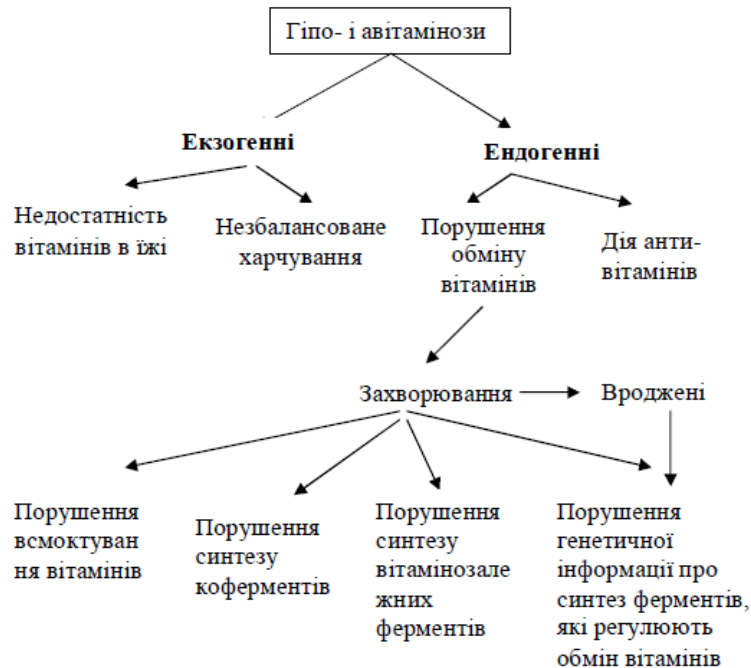 Гіпо- і авітамінози
Екзогенні
Ендогенні
Недостатність
вітамінів в їжі
Незбалансоване
харчування
Порушення
обміну
вітамінів
Дія анти-
вітамінів
Захворювання
Вроджені
Порушення
всмоктуван
ня вітамінів
Порушення
синтезу
коферментів
Порушення
синтезу
вітамінозале
жних
ферментів
Порушення
генетичної
інформації про
синтез ферментів,
які регулюють
обмін вітамінів